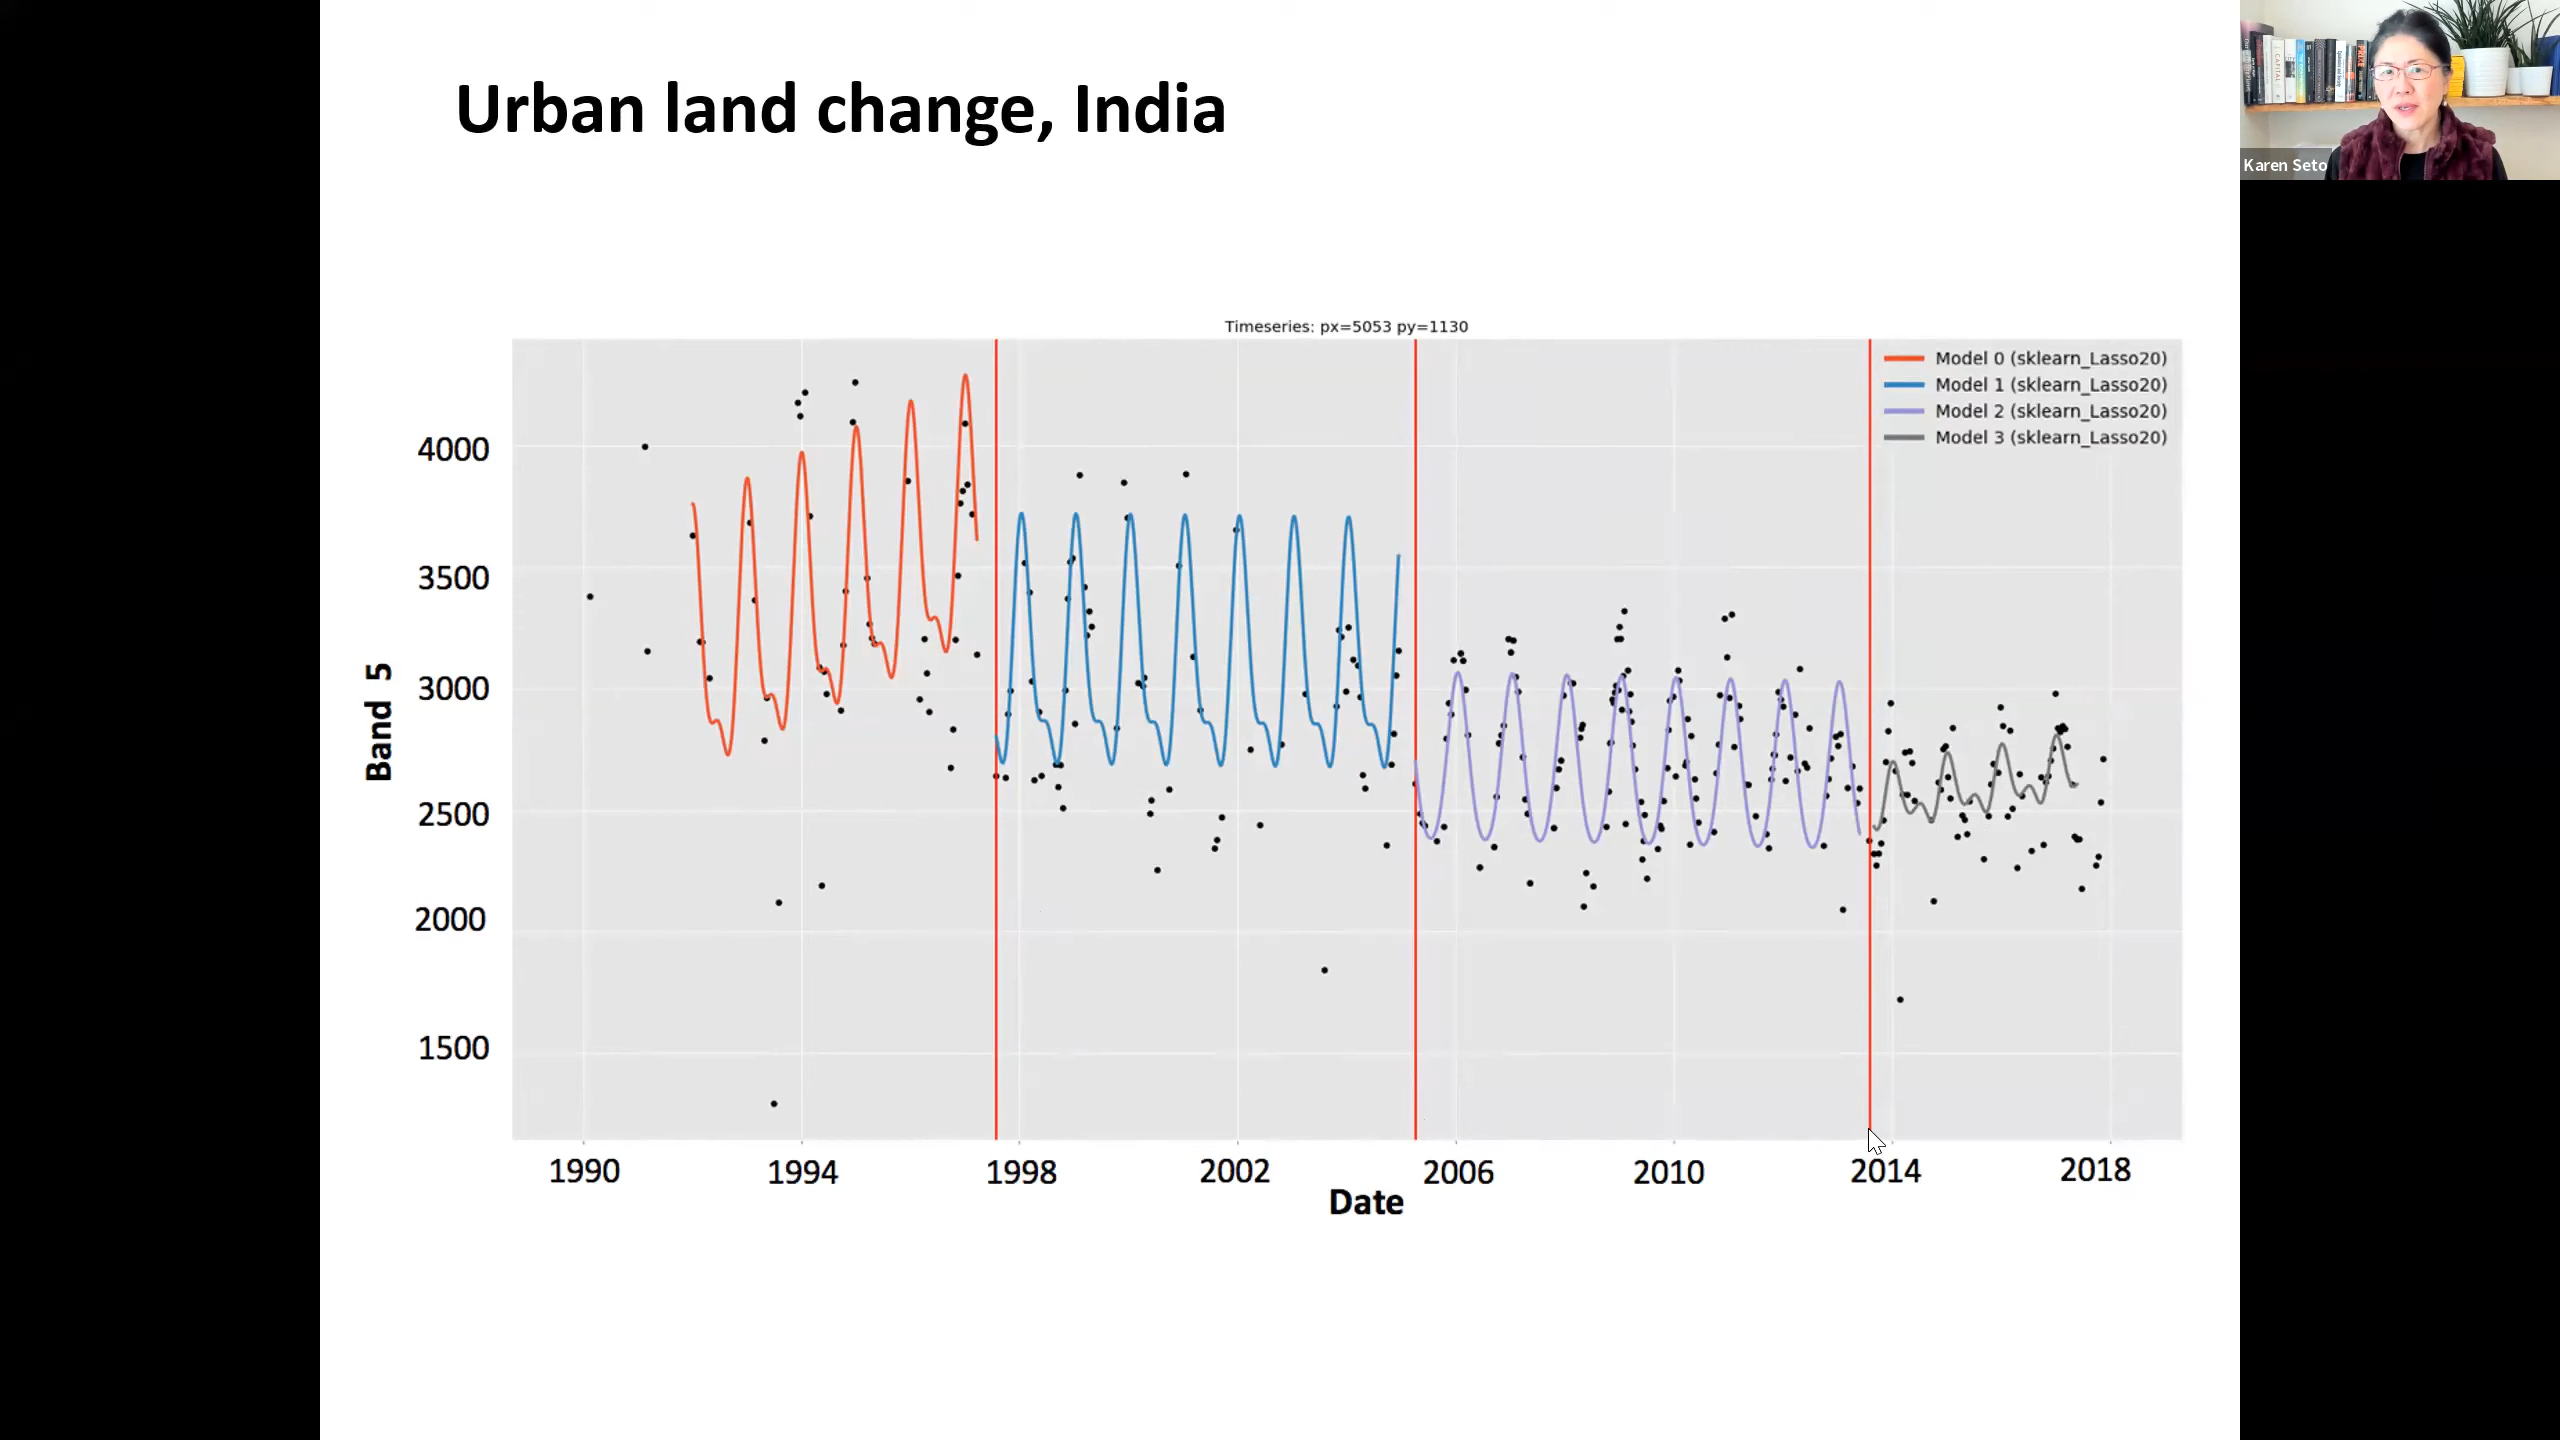 Urban land change, India
Karen Seto
CAPITAL
Timeseries: px=5053 py=1130
Model 0 (sklearn_Lasso20)
Model 1 (sklearn_Lasso20)
Model 2 (sklearn_Lasso20)
Model 3 (sklearn_Lasso20)
4000
3500
3000
2500
2000
1500
Band 5
1990 1994 1998 2002 2006 2010 2014 2018
Date